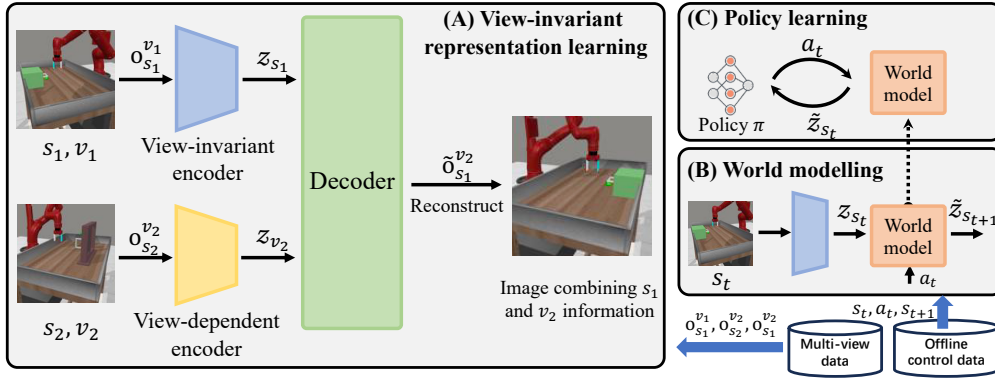 (A) View-invariant
representation learning
o_{s_1}^{v_1}
z_{s_1}
s_1, v_1
View-invariant
encoder
o_{s_2}^{v_2}
z_{v_2}
s_2, v_2
View-dependent
encoder
Decoder
õ_{s_1}^{v_2}
Reconstruct
Image combining s_1
and v_2 information
(C) Policy learning
a_t
Policy π
z̃_{s_t}
World
model
(B) World modelling
s_t
z_{s_t}
World
model
z̃_{s_{t+1}}
a_t
o_{s_1}^{v_1}, o_{s_2}^{v_2}, o_{s_1}^{v_2}
s_t, a_t, s_{t+1}
Multi-view
data
Offline
control data